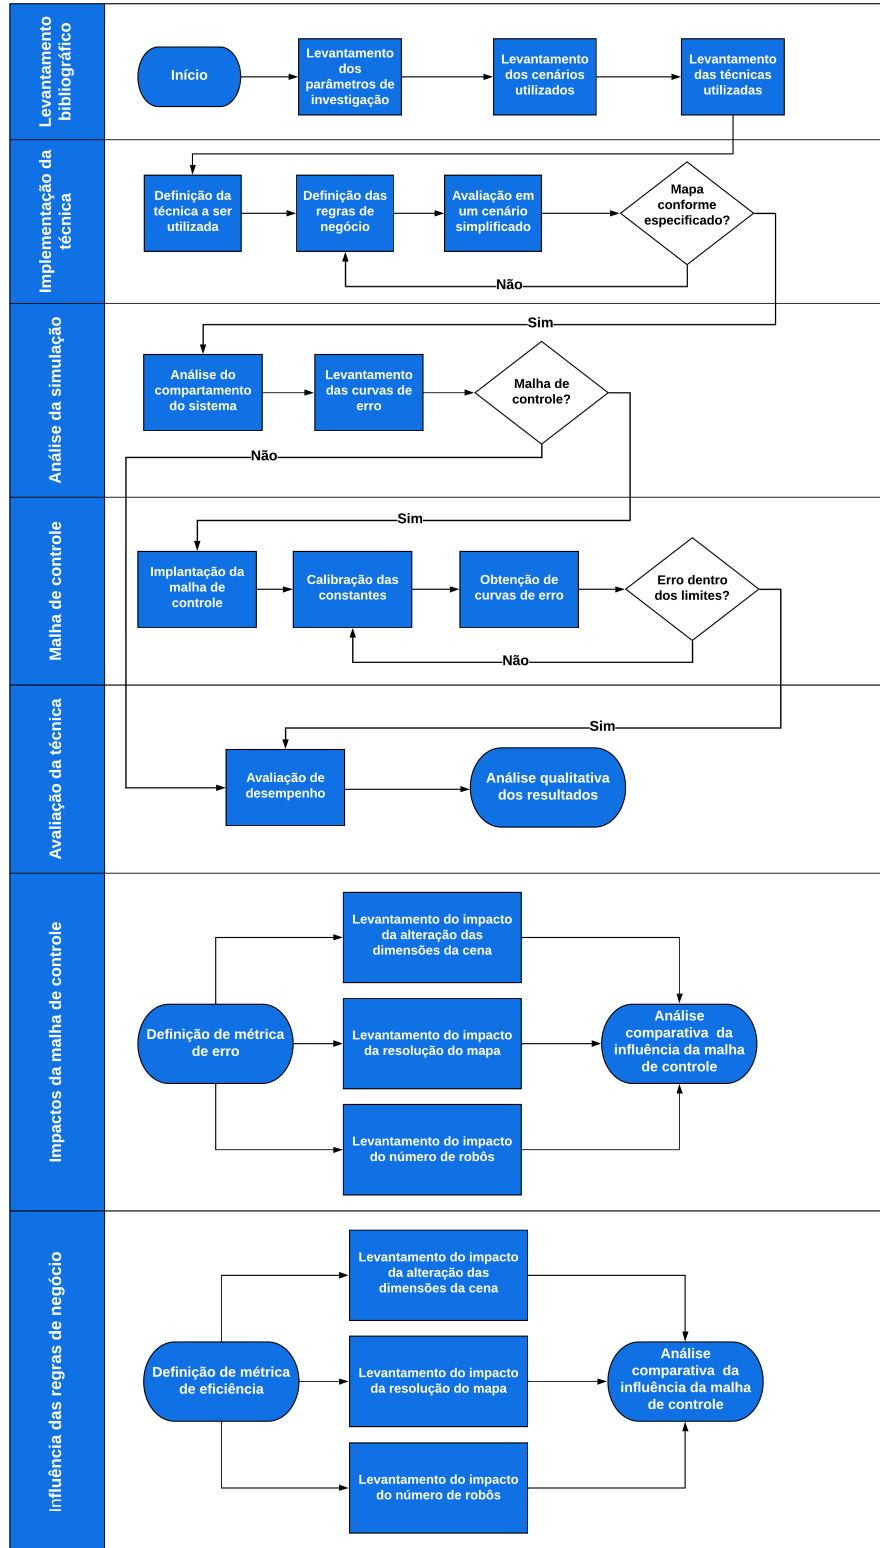 Levantamento
bibliográfico
Início
Levantamento
dos
parâmetros de
investigação
Levantamento
dos cenários
utilizados
Levantamento
das técnicas
utilizadas
Implementação da
técnica
Definição da
técnica a ser
utilizada
Definição das
regras de
negócio
Avaliação em
um cenário
simplificado
Mapa
conforme
especificado?
Não
Sim
Análise da simulação
Análise do
compartamento
do sistema
Levantamento
das curvas de
erro
Malha de
controle?
Não
Sim
Malha de controle
Implantação da
malha de
controle
Calibração das
constantes
Obtenção de
curvas de erro
Erro dentro
dos limites?
Não
Sim
Avaliação da técnica
Avaliação de
desempenho
Análise qualitativa
dos resultados
Impactos da malha de controle
Definição de métrica
de erro
Levantamento do impacto
da alteração das
dimensões da cena
Levantamento do impacto
da resolução do mapa
Levantamento do impacto
do número de robôs
Análise
comparativa  da
influência da malha
de controle
Influência das regras de negócio
Definição de métrica
de eficiência
Levantamento do impacto
da alteração das
dimensões da cena
Levantamento do impacto
da resolução do mapa
Levantamento do impacto
do número de robôs
Análise
comparativa  da
influência da malha
de controle